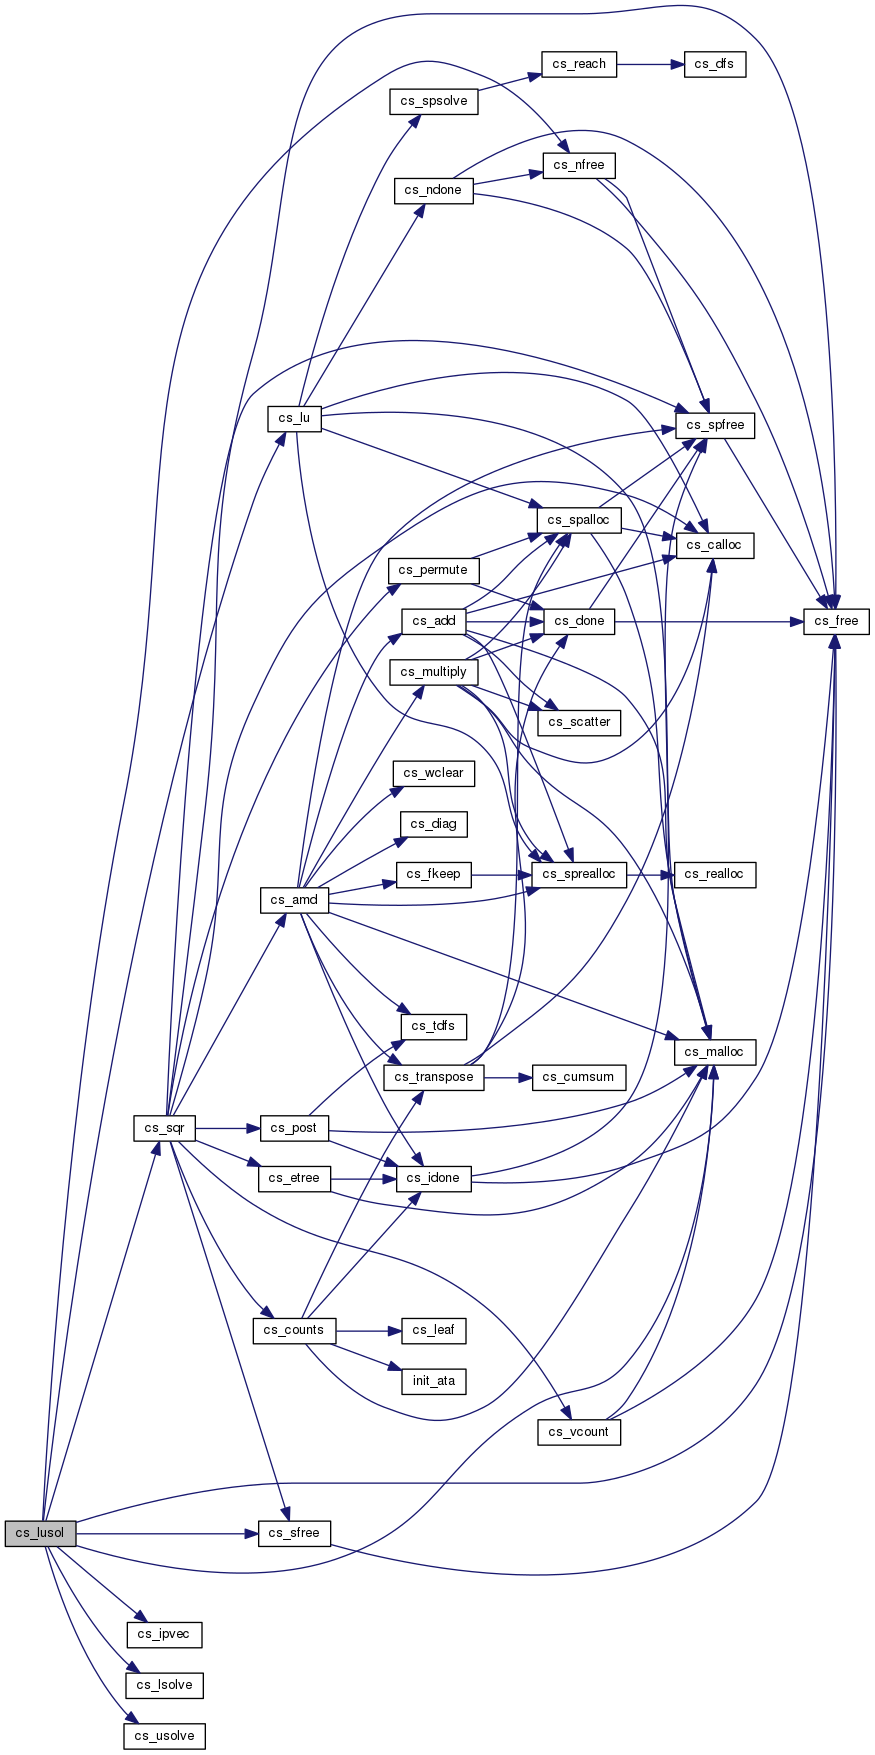 cs_reach
cs_dfs
cs_spsolve
cs_nfree
cs_ndone
cs_lu
cs_spfree
cs_spalloc
cs_calloc
cs_permute
cs_add
cs_done
cs_free
cs_multiply
cs_scatter
cs_wclear
cs_diag
cs_fkeep
cs_sprealloc
cs_realloc
cs_amd
cs_tdfs
cs_malloc
cs_transpose
cs_cumsum
cs_sqr
cs_post
cs_etree
cs_idone
cs_counts
cs_leaf
init_ata
cs_vcount
cs_lusol
cs_sfree
cs_ipvec
cs_lsolve
cs_usolve